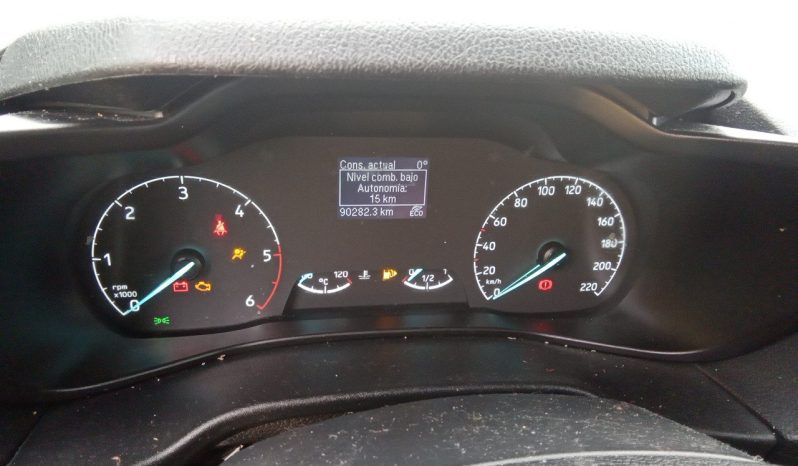 Cons. actual 0°
Nivel comb. bajo
Autonomía:
15 km
90282.3 km ECO
0 1 2 3 4 5 6
rpm
x1000
120
°C
0 1/2 1
0 20 40 60 80 100 120 140 160 180 200 220
km/h